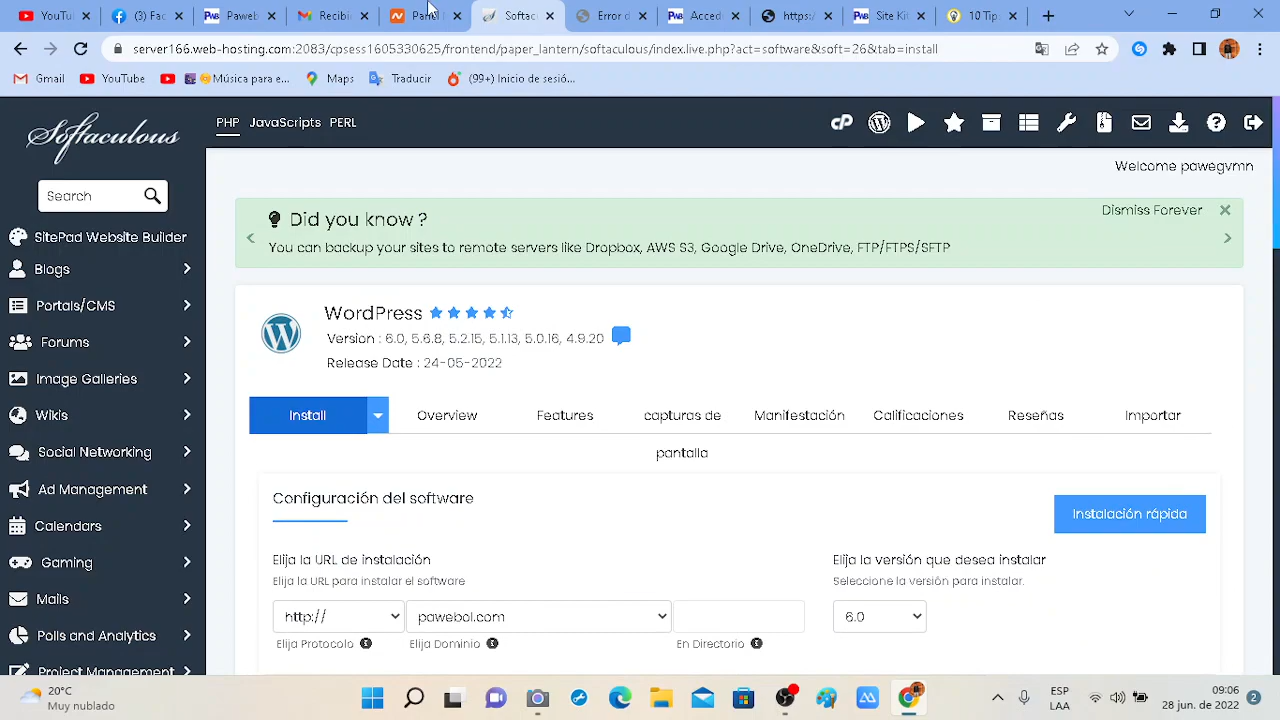 YouTu
(3) Fac
Paweb
Recibi
Pa
Softac
Error d
Acced
https:/
Site Kit
10 Tip
server166.web-hosting.com:2083/cpsess1605330625/frontend/paper_lantern/softaculous/index.live.php?act=software&soft=26&tab=install
Gmail
YouTube
Música para e...
Maps
Traducir
(99+) Inicio de sesió...
Softaculous
PHP JavaScripts PERL
Welcome pawegvmn
Search
SitePad Website Builder
Blogs
Portals/CMS
Forums
Image Galleries
Wikis
Social Networking
Ad Management
Calendars
Gaming
Mails
Polls and Analytics
Project Management
Did you know ?
Dismiss Forever
You can backup your sites to remote servers like Dropbox, AWS S3, Google Drive, OneDrive, FTP/FTPS/SFTP
WordPress
Version : 6.0, 5.6.8, 5.2.15, 5.1.13, 5.0.16, 4.9.20
Release Date : 24-05-2022
Install
Overview
Features
capturas de
pantalla
Manifestación
Calificaciones
Reseñas
Importar
Configuración del software
Instalación rápida
Elija la URL de instalación
Elija la URL para instalar el software
http://
pawebol.com
Elija Protocolo
Elija Dominio
En Directorio
Elija la versión que desea instalar
Seleccione la versión para instalar.
6.0
20°C
Muy nublado
ESP
LAA
09:06
28 jun. de 2022
2